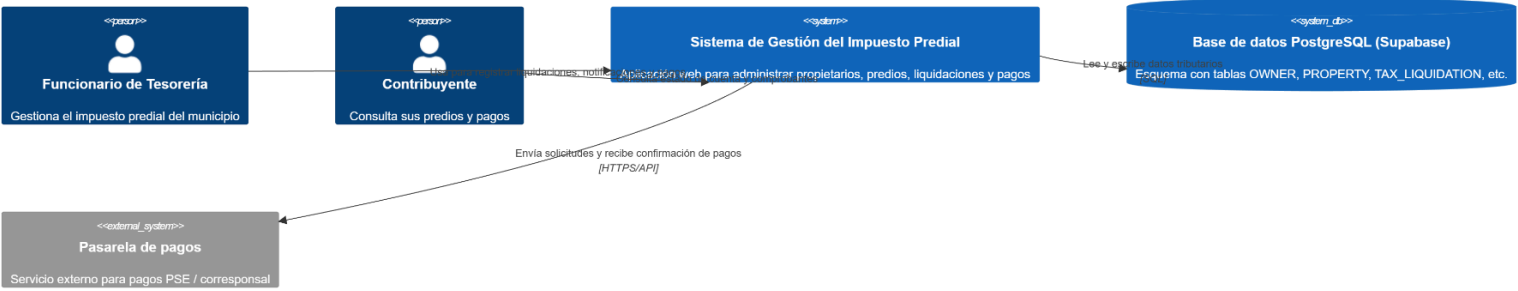 <<person>>
Funcionario de Tesorería
Gestiona el impuesto predial del municipio
<<person>>
Contribuyente
Consulta sus predios y pagos
<<system>>
Sistema de Gestión del Impuesto Predial
Aplicación web para administrar propietarios, predios, liquidaciones y pagos
<<system_db>>
Base de datos PostgreSQL (Supabase)
Esquema con tablas OWNER, PROPERTY, TAX_LIQUIDATION, etc.
Lee y escribe datos tributarios
Envía solicitudes y recibe confirmación de pagos
[HTTPS/API]
<<external_system>>
Pasarela de pagos
Servicio externo para pagos PSE / corresponsal